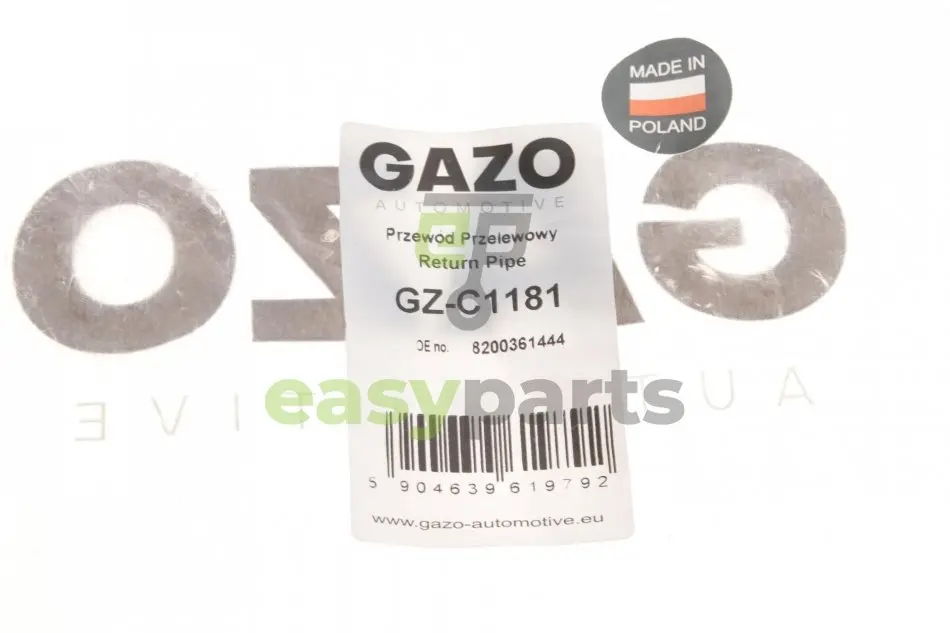 MADE IN
POLAND
GAZO
AUTOMOTIVE
Przewód Przelewowy
Return Pipe
GZ-C1181
OE no. 8200361444
easyparts
5 904639 619792
www.gazo-automotive.eu